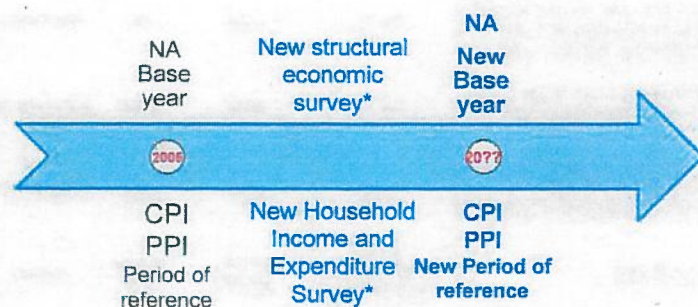 NA
Base
year
New structural
economic
survey*
NA
New
Base
year
2006
20??
CPI
PPI
Period of
reference
New Household
Income and
Expenditure
Survey*
CPI
PPI
New Period of
reference